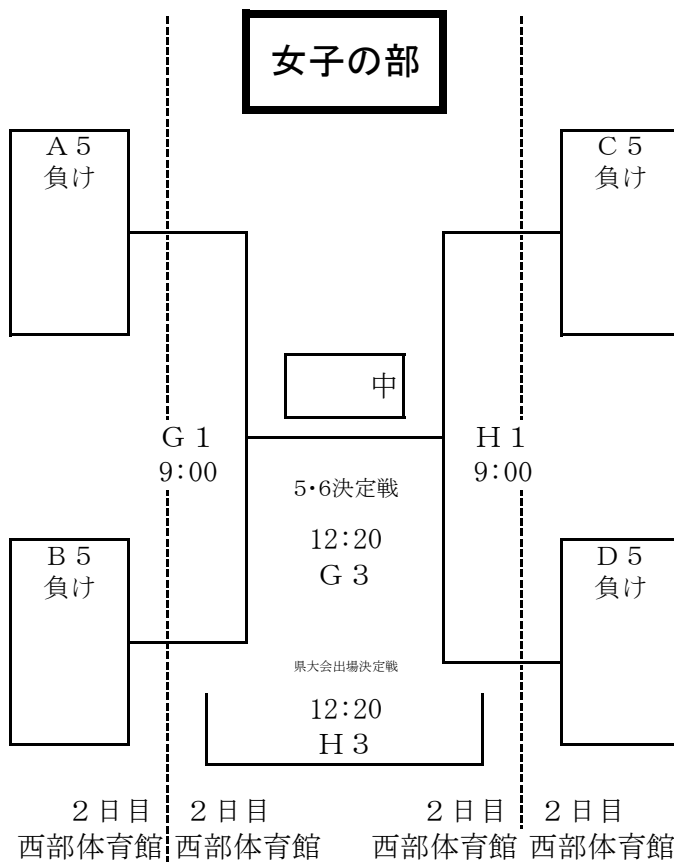 女子の部
Ａ５
負け
Ｃ５
負け
中
Ｇ１
9：00
Ｈ１
9：00
5・6決定戦
12：20
Ｇ３
Ｂ５
負け
Ｄ５
負け
県大会出場決定戦
12：20
Ｈ３
２日目
２日目
２日目
２日目
西部体育館
西部体育館
西部体育館
西部体育館